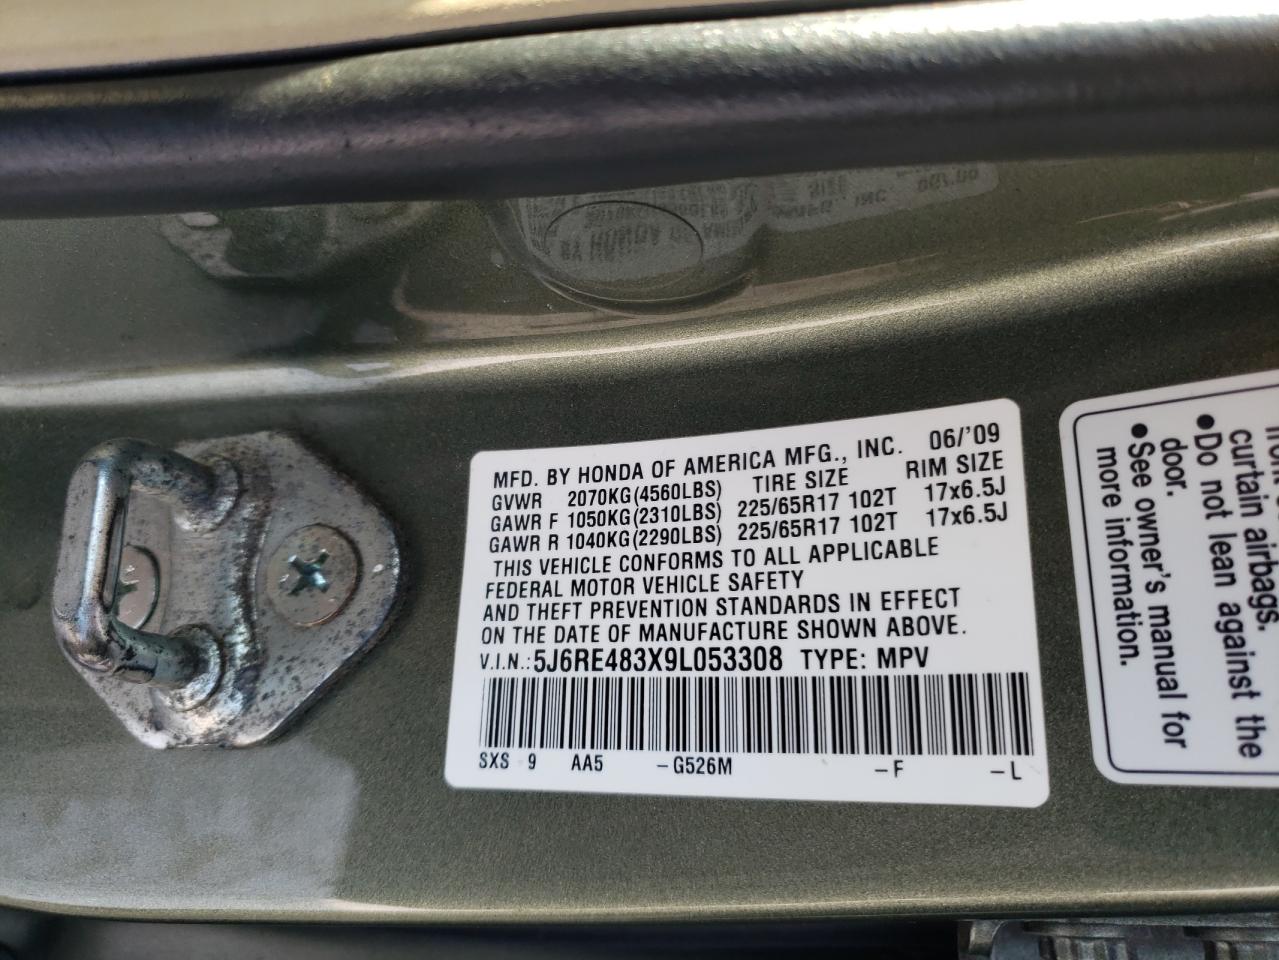 MFD. BY HONDA OF AMERICA MFG., INC. 06/'09
GVWR 2070KG(4560LBS) TIRE SIZE RIM SIZE
GAWR F 1050KG(2310LBS) 225/65R17 102T 17x6.5J
GAWR R 1040KG(2290LBS) 225/65R17 102T 17x6.5J
THIS VEHICLE CONFORMS TO ALL APPLICABLE
FEDERAL MOTOR VEHICLE SAFETY
AND THEFT PREVENTION STANDARDS IN EFFECT
ON THE DATE OF MANUFACTURE SHOWN ABOVE.
V.I.N.: 5J6RE483X9L053308 TYPE: MPV
SXS 9 AA5 -G526M -F -L
curtain airbags.
● Do not lean against the
door.
● See owner's manual for
more information.